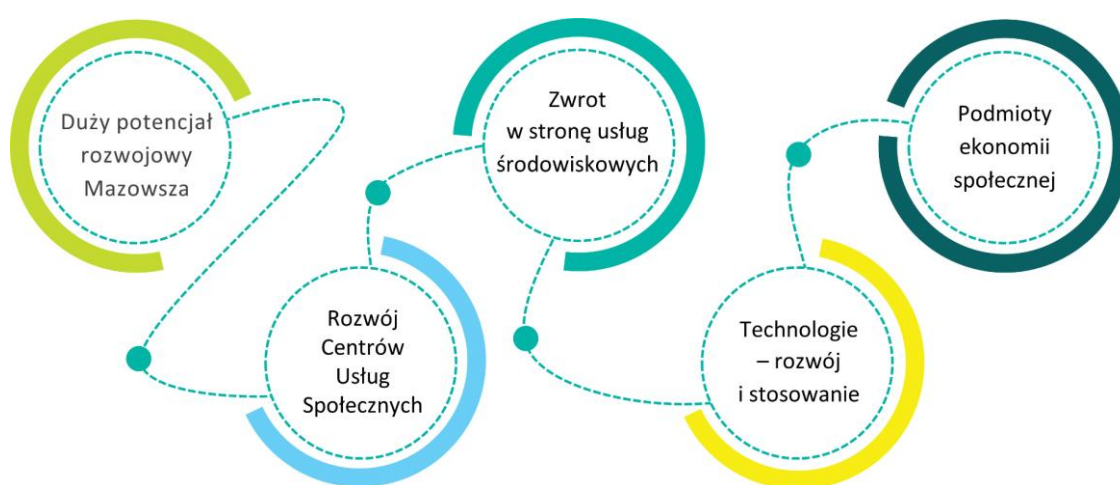 Duży potencjał
rozwojowy
Mazowsza
Rozwój
Centrów
Usług
Społecznych
Zwrot
w stronę usług
środowiskowych
Technologie
– rozwój
i stosowanie
Podmioty
ekonomii
społecznej